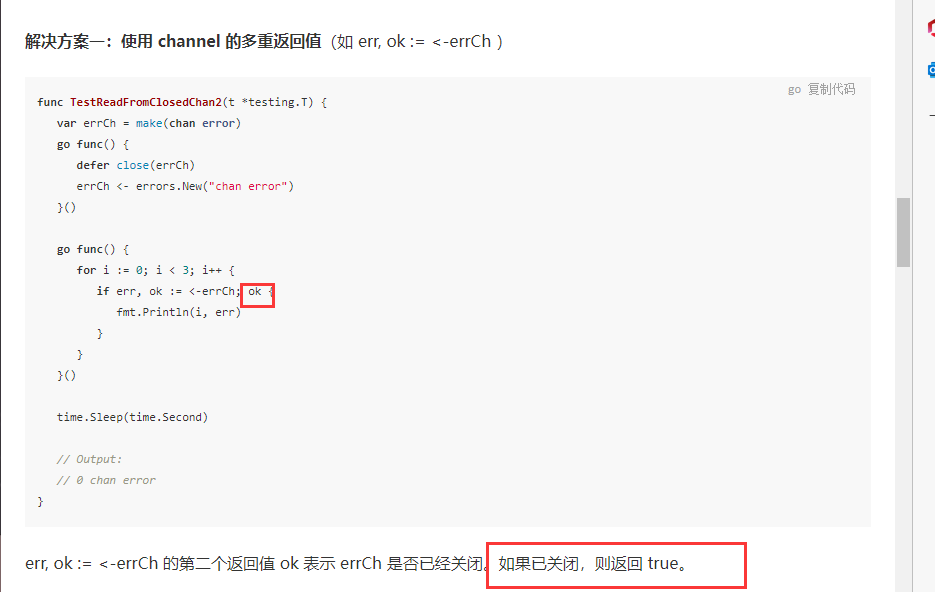 解决方案一：使用 channel 的多重返回值（如 err, ok := <-errCh ）
go 复制代码
func TestReadFromClosedChan2(t *testing.T) {
   var errCh = make(chan error)
   go func() {
      defer close(errCh)
      errCh <- errors.New("chan error")
   }()

   go func() {
      for i := 0; i < 3; i++ {
         if err, ok := <-errCh; ok {
            fmt.Println(i, err)
         }
      }
   }()

   time.Sleep(time.Second)

   // Output:
   // 0 chan error
}
err, ok := <-errCh 的第二个返回值 ok 表示 errCh 是否已经关闭。如果已关闭，则返回 true。